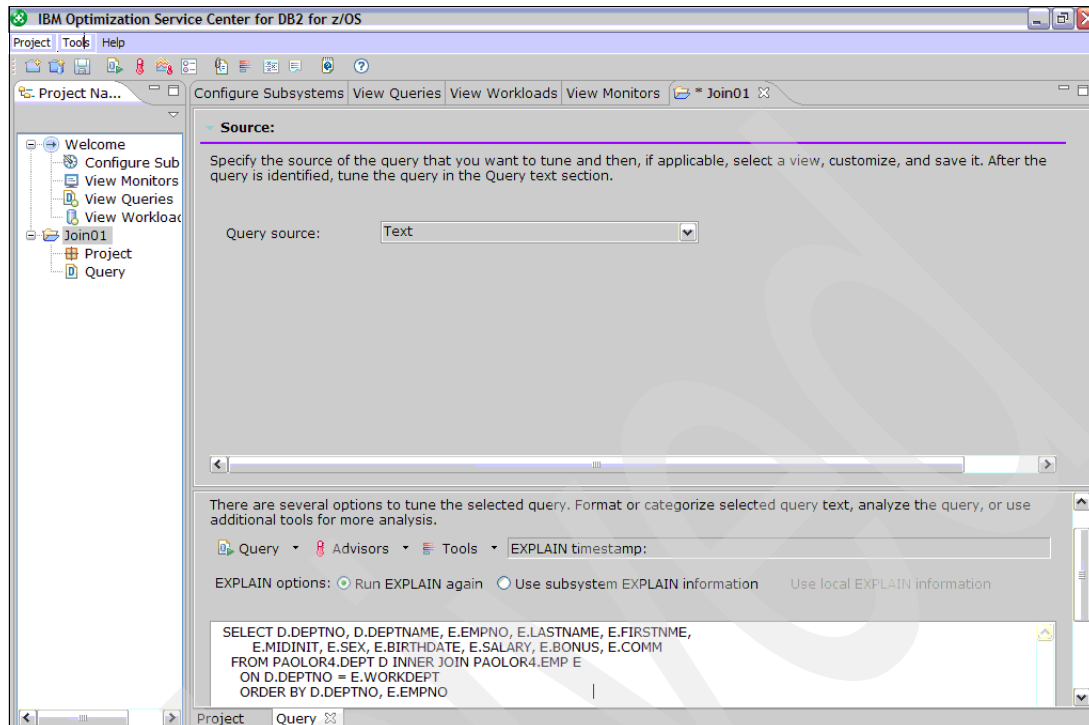 IBM Optimization Service Center for DB2 for z/OS
Project Tools Help
Project Na...
Configure Subsystems View Queries View Workloads View Monitors * Join01
Welcome
Configure Sub
View Monitors
View Queries
View Workload
Join01
Project
Query
Source:
Specify the source of the query that you want to tune and then, if applicable, select a view, customize, and save it. After the
query is identified, tune the query in the Query text section.
Query source: Text
There are several options to tune the selected query. Format or categorize selected query text, analyze the query, or use
additional tools for more analysis.
Query Advisors Tools EXPLAIN timestamp:
EXPLAIN options: Run EXPLAIN again Use subsystem EXPLAIN information Use local EXPLAIN information
SELECT D.DEPTNO, D.DEPTNAME, E.EMPNO, E.LASTNAME, E.FIRSTNME,
E.MIDINIT, E.SEX, E.BIRTHDATE, E.SALARY, E.BONUS, E.COMM
FROM PAOLOR4.DEPT D INNER JOIN PAOLOR4.EMP E
ON D.DEPTNO = E.WORKDEPT
ORDER BY D.DEPTNO, E.EMPNO
Project Query